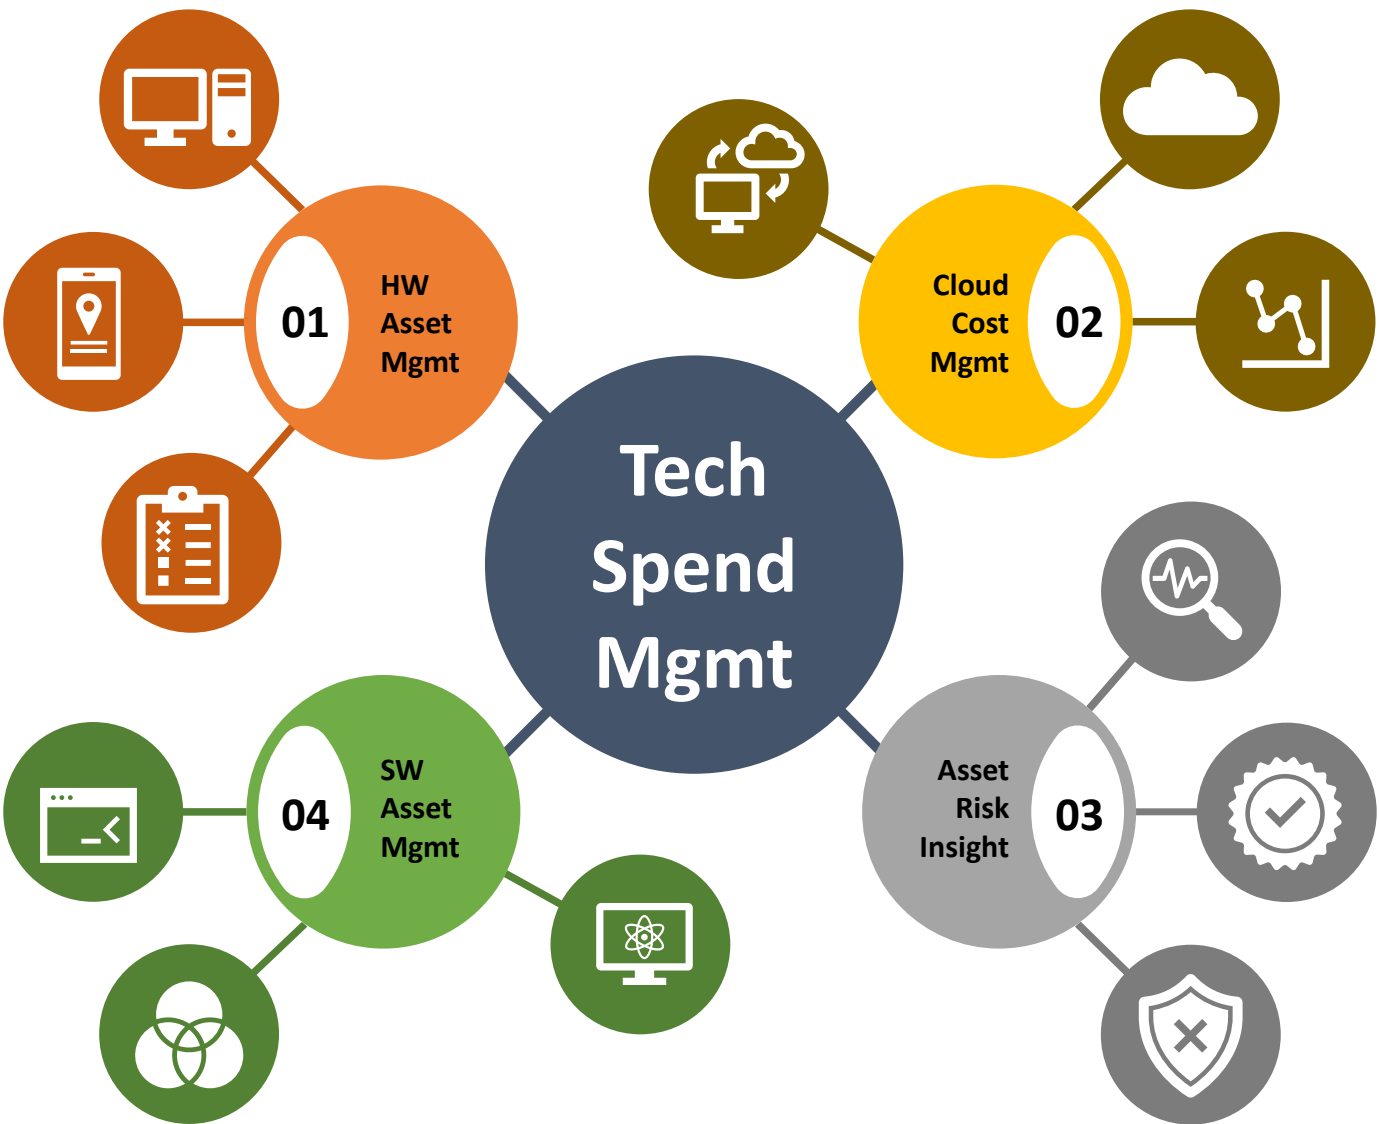 01
HW
Asset
Mgmt
Cloud
Cost
Mgmt
02
Tech
Spend
Mgmt
04
SW
Asset
Mgmt
Asset
Risk
Insight
03